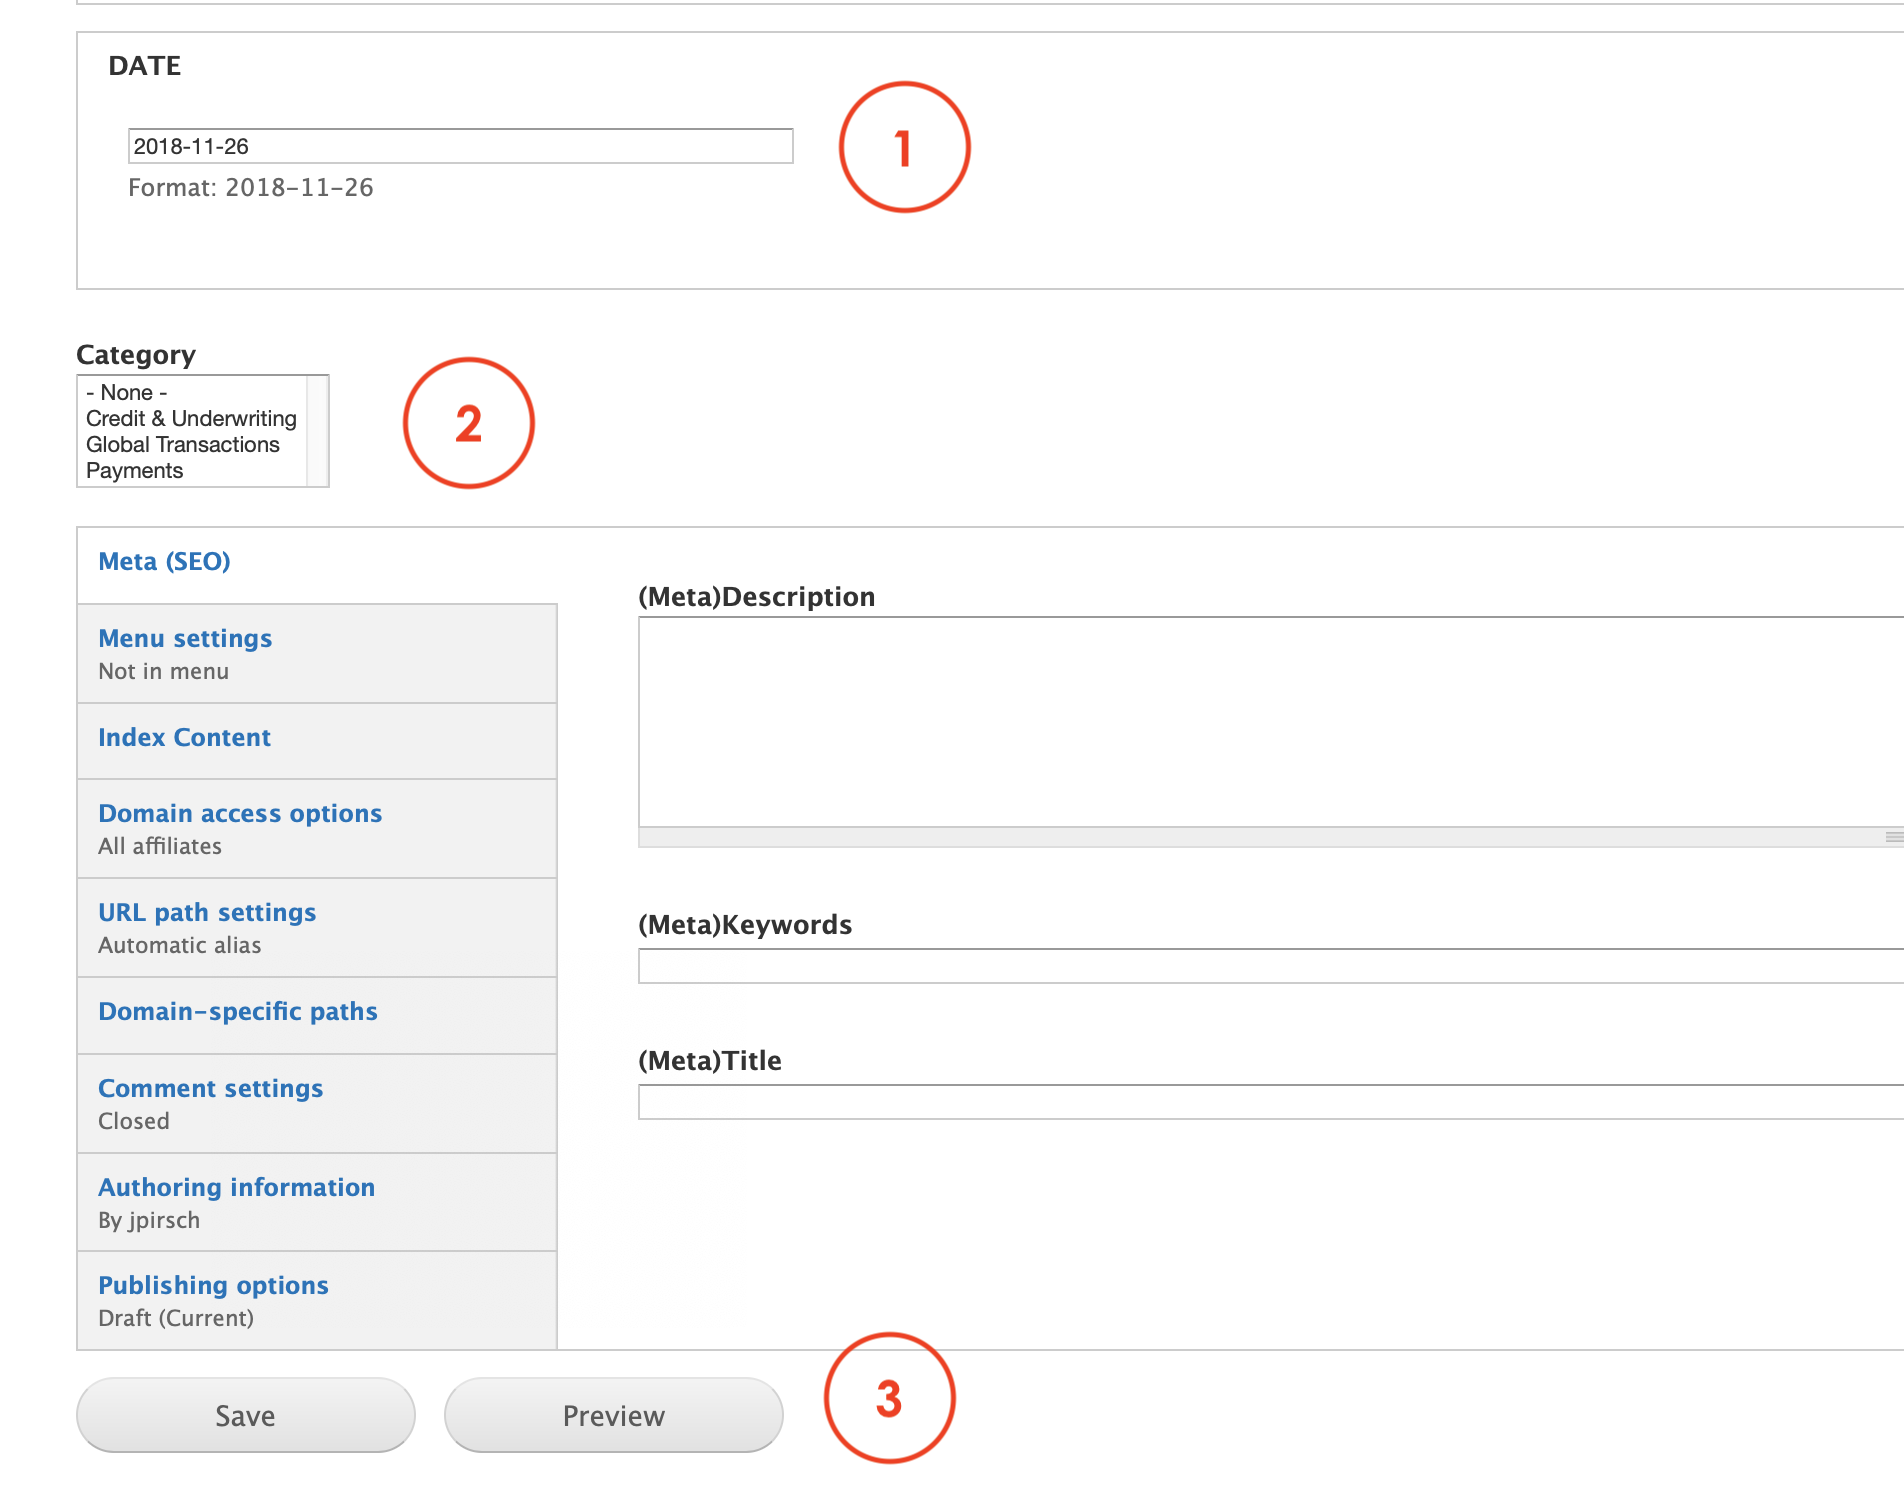 DATE
2018-11-26
1
Format: 2018-11-26
Category
- None -
Credit & Underwriting
Global Transactions
Payments
2
Meta (SEO)
Menu settings
Not in menu
Index Content
Domain access options
All affiliates
URL path settings
Automatic alias
Domain-specific paths
Comment settings
Closed
Authoring information
By jpirsch
Publishing options
Draft (Current)
(Meta)Description
(Meta)Keywords
(Meta)Title
Save
Preview
3